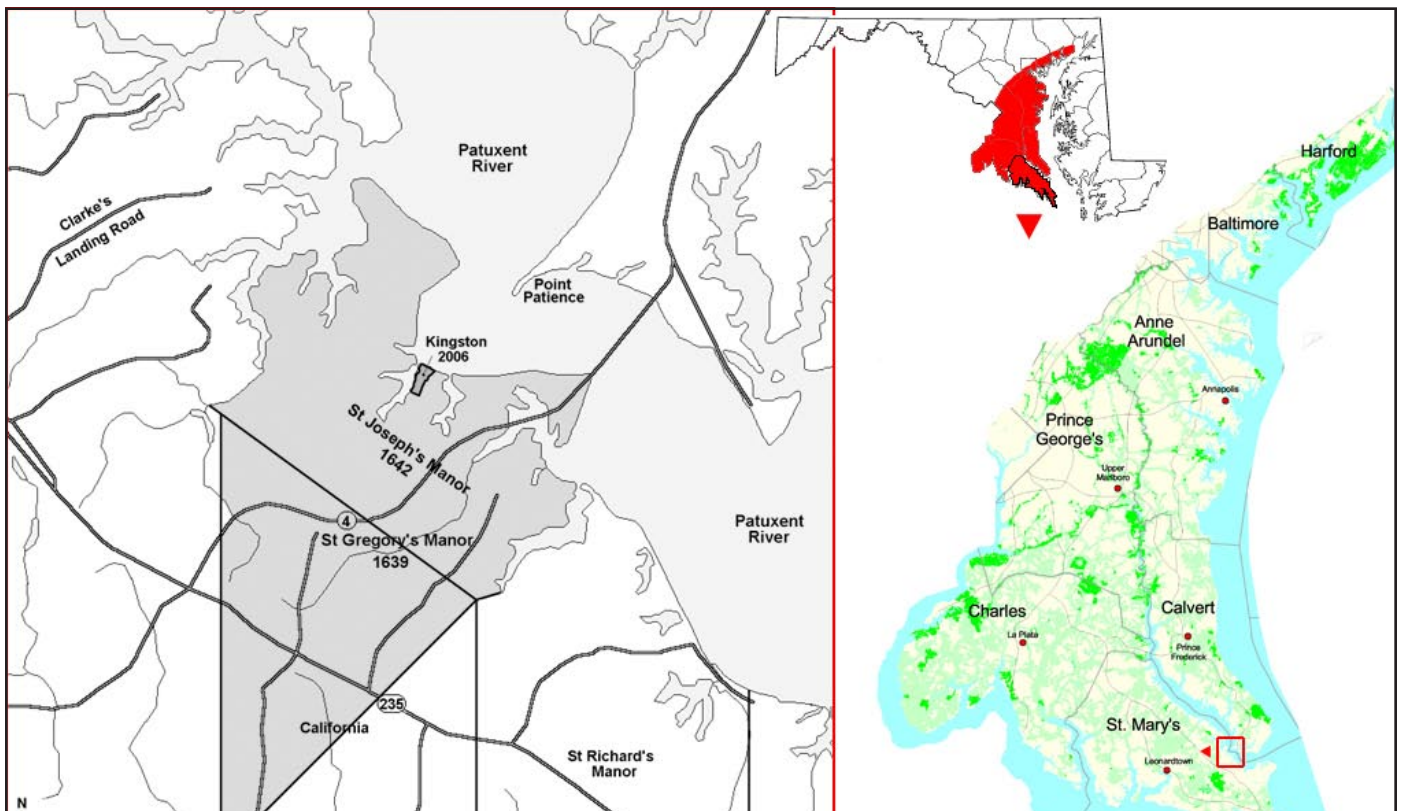 Patuxent
River
Clarke's
Landing Road
Point
Patience
Kingston
2006
St Joseph's Manor
1642
4
St Gregory's Manor
1639
Patuxent
River
235
California
St Richard's
Manor
N
Harford
Baltimore
Anne
Arundel
Annapolis
Prince
George's
Upper
Marlboro
Charles
La Plata
Calvert
Prince
Frederick
St. Mary's
Leonardtown